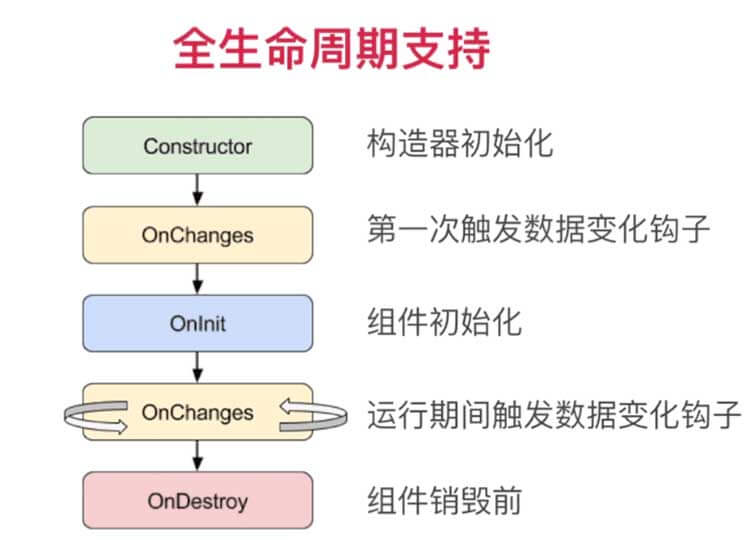 全生命周期支持
Constructor 构造器初始化
OnChanges 第一次触发数据变化钩子
OnInit 组件初始化
OnChanges 运行期间触发数据变化钩子
OnDestroy 组件销毁前